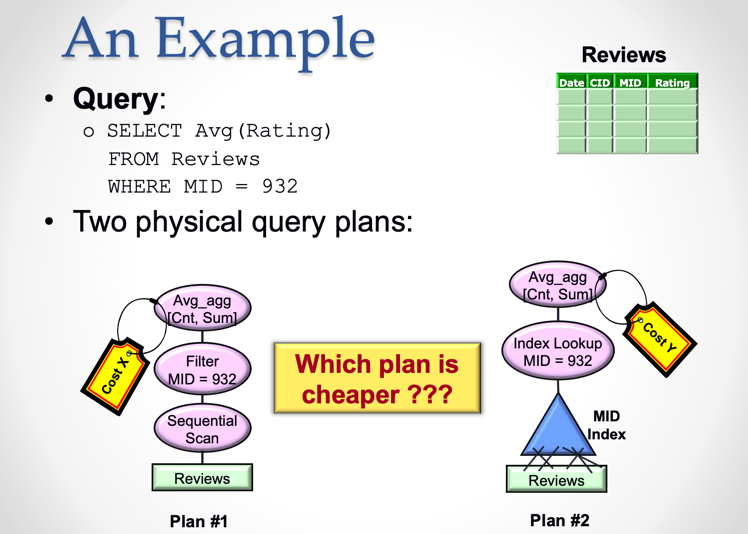 An Example
Reviews
Date CID MID Rating
• Query:
o SELECT Avg(Rating)
FROM Reviews
WHERE MID = 932
• Two physical query plans:
Avg_agg
[Cnt, Sum]
Cost X
Filter
MID = 932
Sequential
Scan
Reviews
Plan #1
Which plan is
cheaper ???
Avg_agg
[Cnt, Sum]
Cost Y
Index Lookup
MID = 932
MID
Index
Reviews
Plan #2